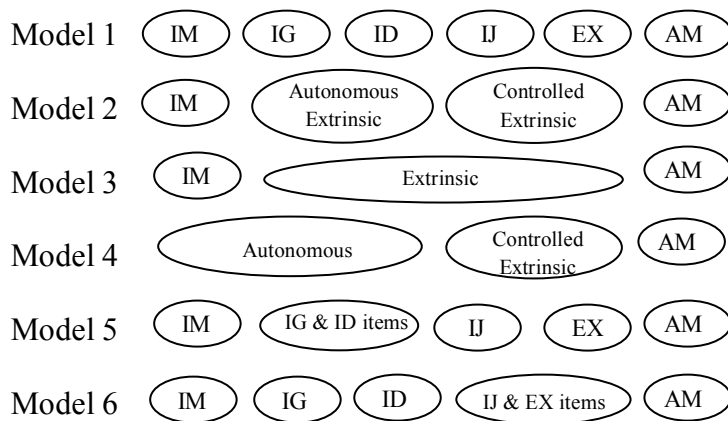 Model 1 IM IG ID IJ EX AM
Model 2 IM Autonomous Extrinsic Controlled Extrinsic AM
Model 3 IM Extrinsic AM
Model 4 Autonomous Controlled Extrinsic AM
Model 5 IM IG & ID items IJ EX AM
Model 6 IM IG ID IJ & EX items AM